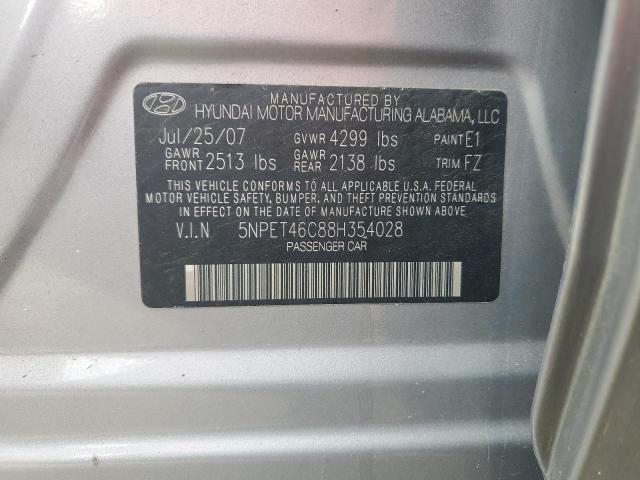 MANUFACTURED BY
HYUNDAI MOTOR MANUFACTURING ALABAMA, LLC
Jul/25/07 GVWR 4299 lbs PAINT E1
GAWR FRONT 2513 lbs GAWR REAR 2138 lbs TRIM FZ
THIS VEHICLE CONFORMS TO ALL APPLICABLE U.S.A. FEDERAL
MOTOR VEHICLE SAFETY, BUMPER, AND THEFT PREVENTION STANDARDS
IN EFFECT ON THE DATE OF MANUFACTURE SHOWN ABOVE.
V.I.N 5NPET46C88H354028
PASSENGER CAR